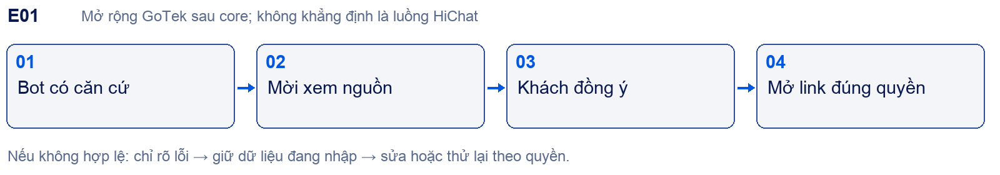 E01 Mở rộng GoTek sau core; không khẳng định là luồng HiChat
01
Bot có căn cứ
02
Mời xem nguồn
03
Khách đồng ý
04
Mở link đúng quyền
Nếu không hợp lệ: chỉ rõ lỗi → giữ dữ liệu đang nhập → sửa hoặc thử lại theo quyền.